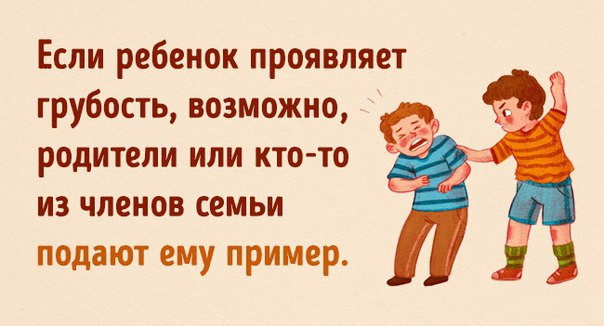 Если ребенок проявляет
грубость, возможно,
родители или кто-то
из членов семьи
подают ему пример.